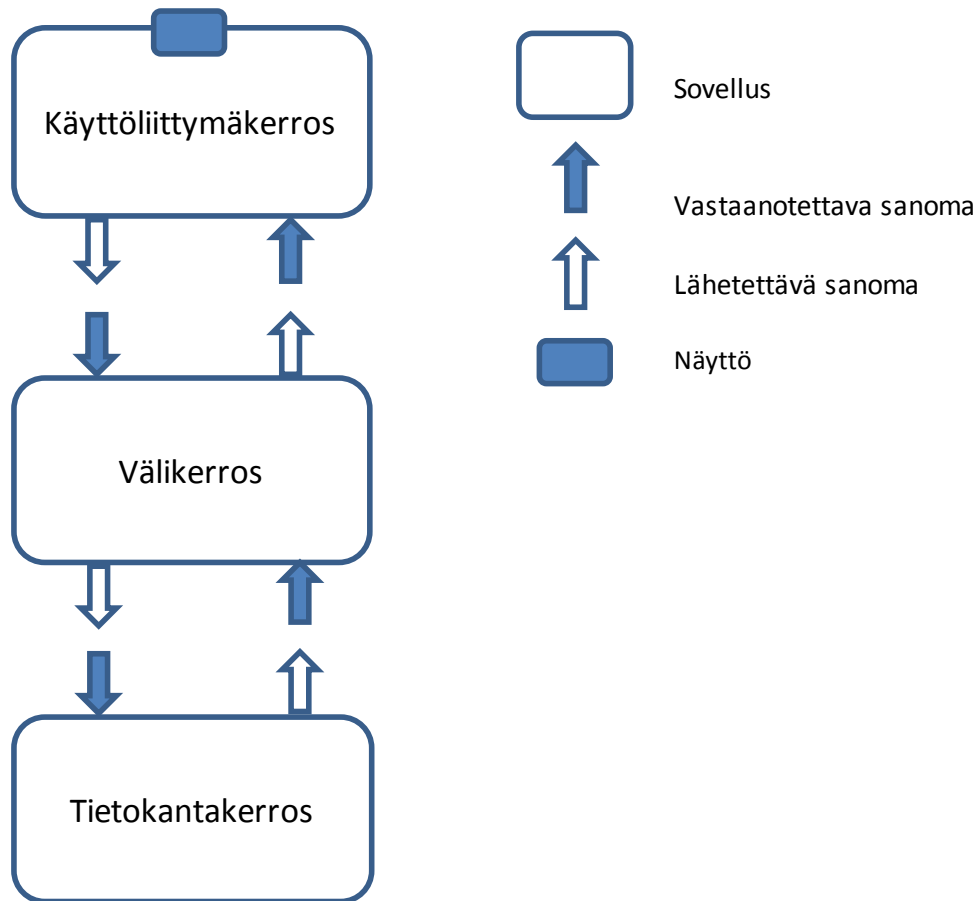 Käyttöliittymäkerros
Välikerros
Tietokantakerros
Sovellus
Vastaanotettava sanoma
Lähetettävä sanoma
Näyttö